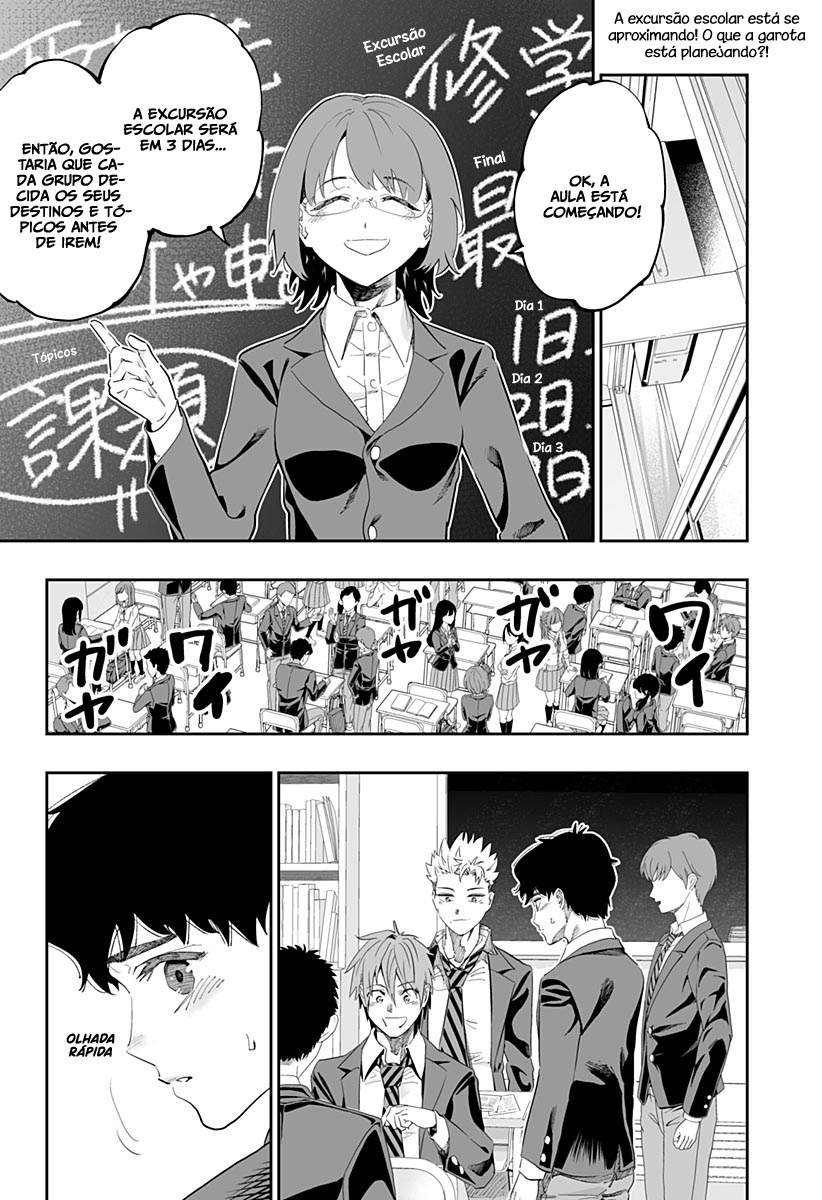 A excursão escolar está se
aproximando! O que a garota
está planejando?!
OK, A
AULA ESTÁ
COMEÇANDO!
A EXCURSÃO
ESCOLAR SERÁ
EM 3 DIAS...
ENTÃO, GOS-
TARIA QUE CA-
DA GRUPO DE-
CIDA OS SEUS
DESTINOS E TÓ-
PICOS ANTES
DE IREM!
Excursão
Escolar
修学
Final
最
Dia 1
1日.
Dia 2
2日.
Dia 3
日
Tópicos
課題
ワイ
ガヤ
ワイ
ガヤ
OLHADA
RÁPIDA